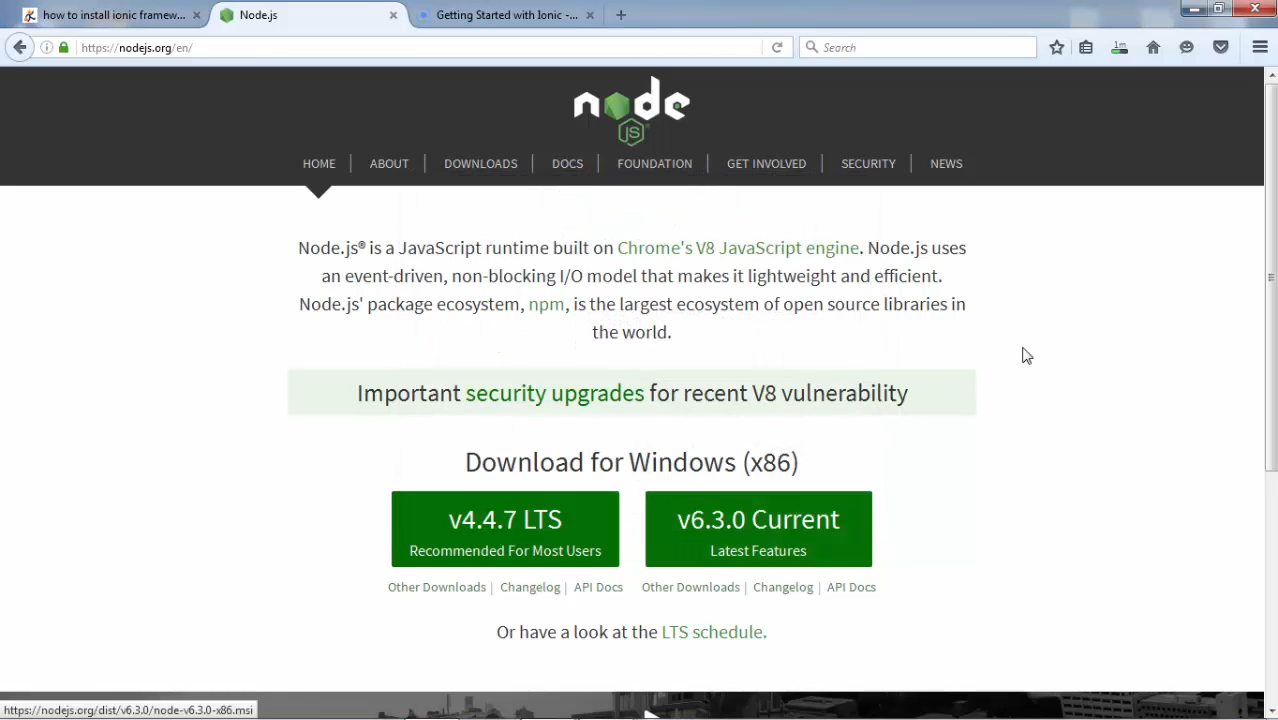 how to install ionic framew...
Node.js
Getting Started with Ionic -...
https://nodejs.org/en/
Search
node
JS
HOME
ABOUT
DOWNLOADS
DOCS
FOUNDATION
GET INVOLVED
SECURITY
NEWS
Node.js® is a JavaScript runtime built on Chrome's V8 JavaScript engine. Node.js uses
an event-driven, non-blocking I/O model that makes it lightweight and efficient.
Node.js' package ecosystem, npm, is the largest ecosystem of open source libraries in
the world.
Important security upgrades for recent V8 vulnerability
Download for Windows (x86)
v4.4.7 LTS
Recommended For Most Users
v6.3.0 Current
Latest Features
Other Downloads | Changelog | API Docs
Other Downloads | Changelog | API Docs
Or have a look at the LTS schedule.
https://nodejs.org/dist/v6.3.0/node-v6.3.0-x86.msi